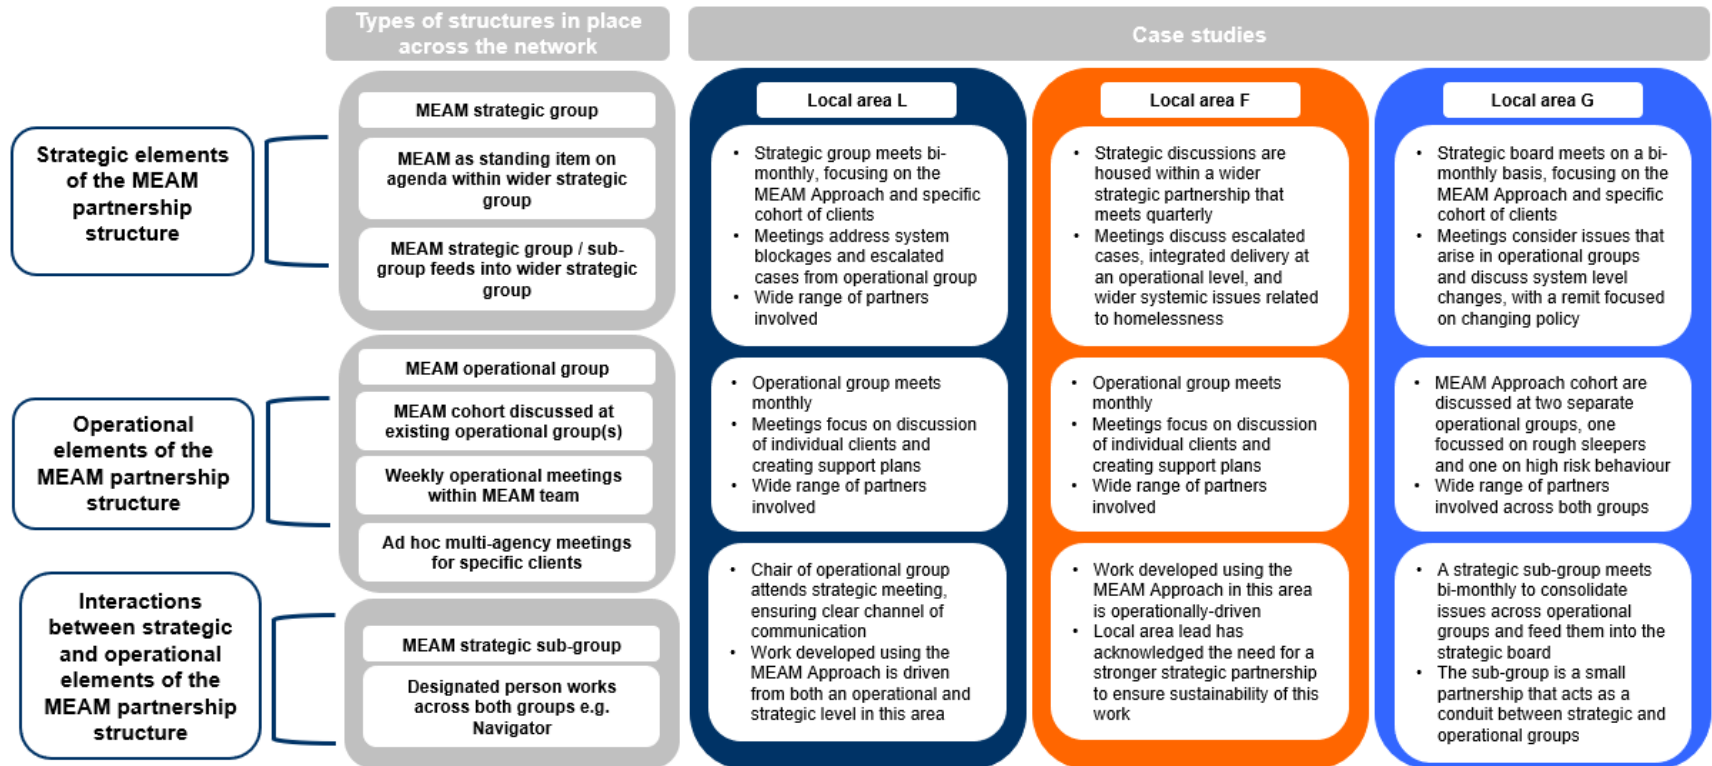 Types of structures in place
across the network
Case studies
Strategic elements
of the MEAM
partnership
structure
MEAM strategic group
MEAM as standing item on
agenda within wider strategic
group
MEAM strategic group / sub-
group feeds into wider strategic
group
Local area L
• Strategic group meets bi-
monthly, focusing on the
MEAM Approach and specific
cohort of clients
• Meetings address system
blockages and escalated
cases from operational group
• Wide range of partners
involved
Local area F
• Strategic discussions are
housed within a wider
strategic partnership that
meets quarterly
• Meetings discuss escalated
cases, integrated delivery at
an operational level, and
wider systemic issues related
to homelessness
Local area G
• Strategic board meets on a bi-
monthly basis, focusing on the
MEAM Approach and specific
cohort of clients
• Meetings consider issues that
arise in operational groups
and discuss system level
changes, with a remit focused
on changing policy
Operational
elements of the
MEAM partnership
structure
MEAM operational group
MEAM cohort discussed at
existing operational group(s)
Weekly operational meetings
within MEAM team
Ad hoc multi-agency meetings
for specific clients
• Operational group meets
monthly
• Meetings focus on discussion
of individual clients and
creating support plans
• Wide range of partners
involved
• Operational group meets
monthly
• Meetings focus on discussion
of individual clients and
creating support plans
• Wide range of partners
involved
• MEAM Approach cohort are
discussed at two separate
operational groups, one
focussed on rough sleepers
and one on high risk behaviour
• Wide range of partners
involved across both groups
Interactions
between strategic
and operational
elements of the
MEAM partnership
structure
MEAM strategic sub-group
Designated person works
across both groups e.g.
Navigator
• Chair of operational group
attends strategic meeting,
ensuring clear channel of
communication
• Work developed using the
MEAM Approach is driven
from both an operational and
strategic level in this area
• Work developed using the
MEAM Approach in this area
is operationally-driven
• Local area lead has
acknowledged the need for a
stronger strategic partnership
to ensure sustainability of this
work
• A strategic sub-group meets
bi-monthly to consolidate
issues across operational
groups and feed them into the
strategic board
• The sub-group is a small
partnership that acts as a
conduit between strategic and
operational groups